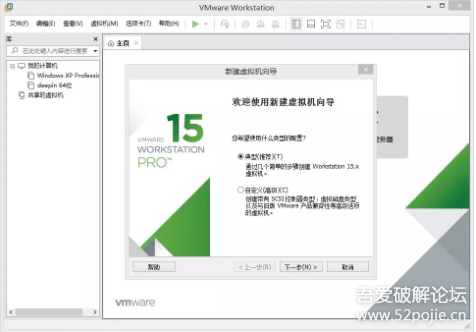 VMware Workstation
文件(F) 编辑(E) 查看(V) 虚拟机(M) 选项卡(T) 帮助(H)
库
在此处键入内容进行搜索
我的计算机
Windows XP Professio
deepin 64位
共享的虚拟机
主页
新建虚拟机向导
VMWARE
15
WORKSTATION
PRO™
欢迎使用新建虚拟机向导
您希望使用什么类型的配置?
典型(推荐)(T)
通过几个简单的步骤创建 Workstation 15.x
虚拟机。
自定义(高级)(C)
创建带有 SCSI 控制器类型、虚拟磁盘类型
以及与旧版 VMware 产品兼容性等高级选项
的虚拟机。
服务器
帮助
< 上一步(B)
下一步(N) >
取消
vmware
吾爱破解论坛
www.52pojie.cn